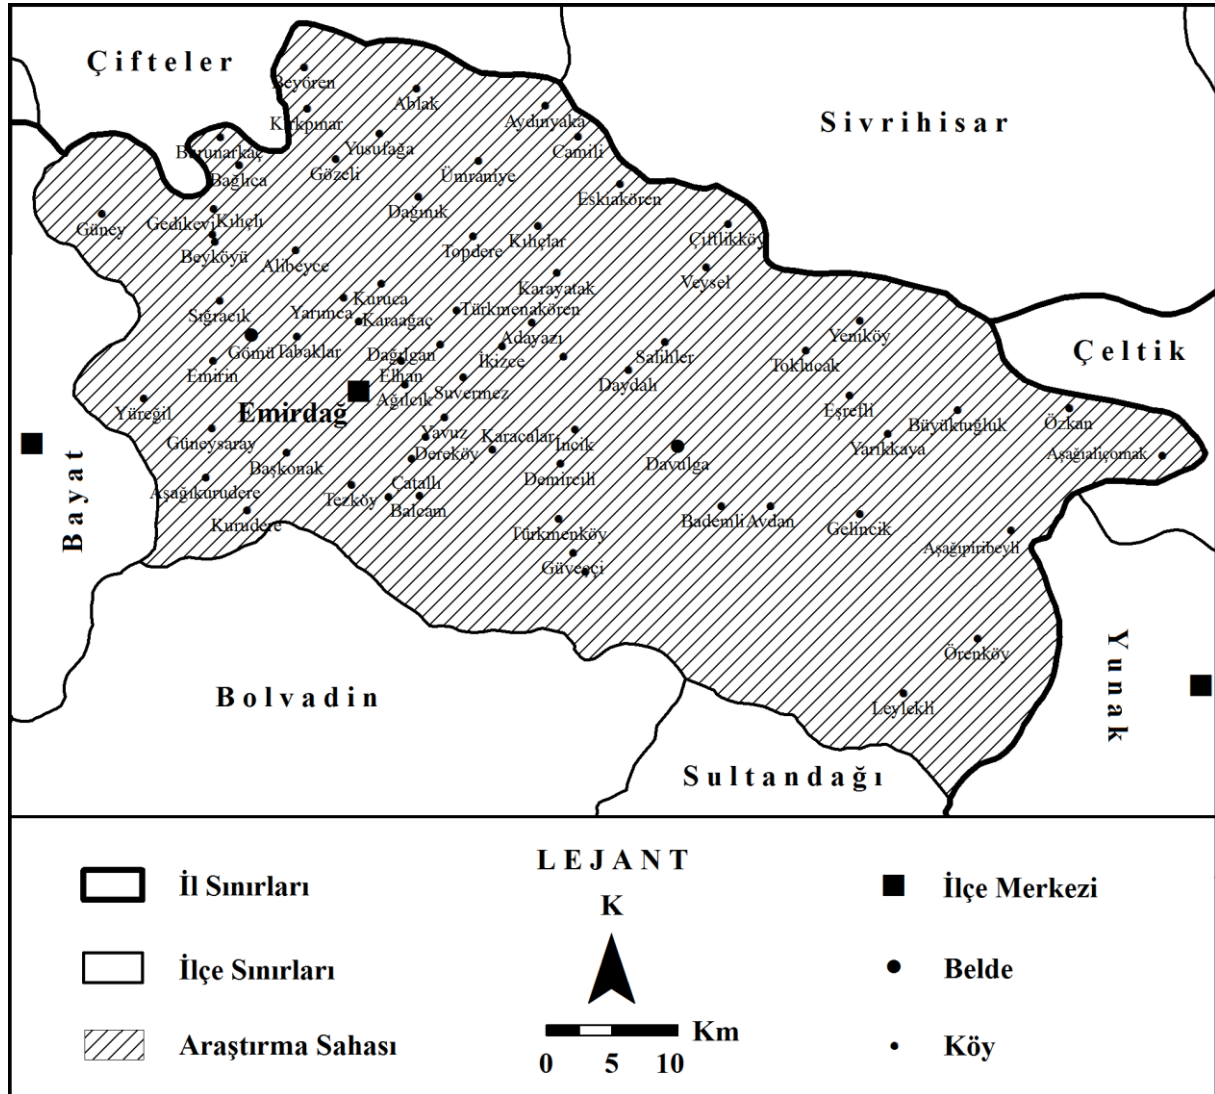 Çifteler
Beyören
Ablak
Kırkpınar
Aydınyaka
Sivrihisar
Burunarkaç
Yusufağa
Camili
Bağlıca
Gözeli
Ümraniye
Eskiakören
Dağınık
Güney
Gedikevi
Kılıçlı
Beyköyü
Alibeyce
Topdere
Kılıçlar
Çiftlikköy
Veysel
Karayatak
Kuruca
Sığracık
Yarımca
Türkmenakören
Karaağaç
Adayazı
Yeniköy
Gömü
Tabaklar
Dağılgan
İkizce
Salihler
Toklucak
Çeltik
Emirin
Elhan
Daydalı
Suvermez
Ağılcık
Yüreğil
Emirdağ
Eşrefli
Büyüktuğluk
Özkan
Güneysaray
Yavuz
Karacalar
İncik
Yarıkkaya
Dereköy
Davulga
Aşağıaliçomak
Başkonak
Bayat
Aşağıkurudere
Tezköy
Çatallı
Demircili
Balcam
Kurudere
Türkmenköy
Bademli
Avdan
Gelincik
Aşağıpiribeyli
Güveççi
Örenköy
Yunak
Bolvadin
Leylekli
Sultandağı
LEJANT
K
İl Sınırları
İlçe Merkezi
İlçe Sınırları
Belde
Km
0 5 10
Araştırma Sahası
Köy